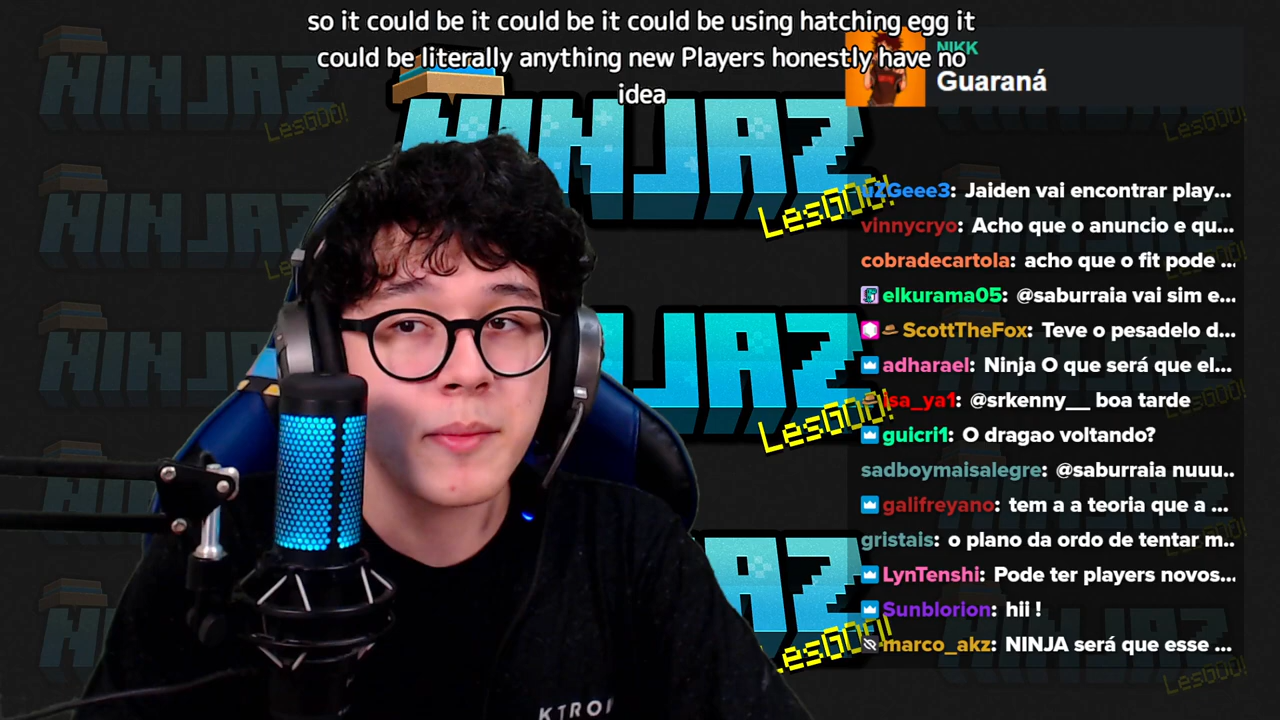 so it could be it could be it could be using hatching egg it
could be literally anything new Players honestly have no
idea
NIKK
Guaraná
NINJAZ
LesGOO!
uZGeee3: Jaiden vai encontrar play...
vinnycryo: Acho que o anuncio e qu...
cobradecartola: acho que o fit pode ...
elkurama05: @saburraia vai sim e...
ScottTheFox: Teve o pesadelo d...
adharael: Ninja O que será que el...
isa_ya1: @srkenny__ boa tarde
guicri1: O dragao voltando?
sadboymaisalegre: @saburraia nuuu..
galifreyano: tem a a teoria que a ...
gristais: o plano da ordo de tentar m..
LynTenshi: Pode ter players novos...
Sunblorion: hii !
marco_akz: NINJA será que esse ...
LesGOO!
LesGOO!